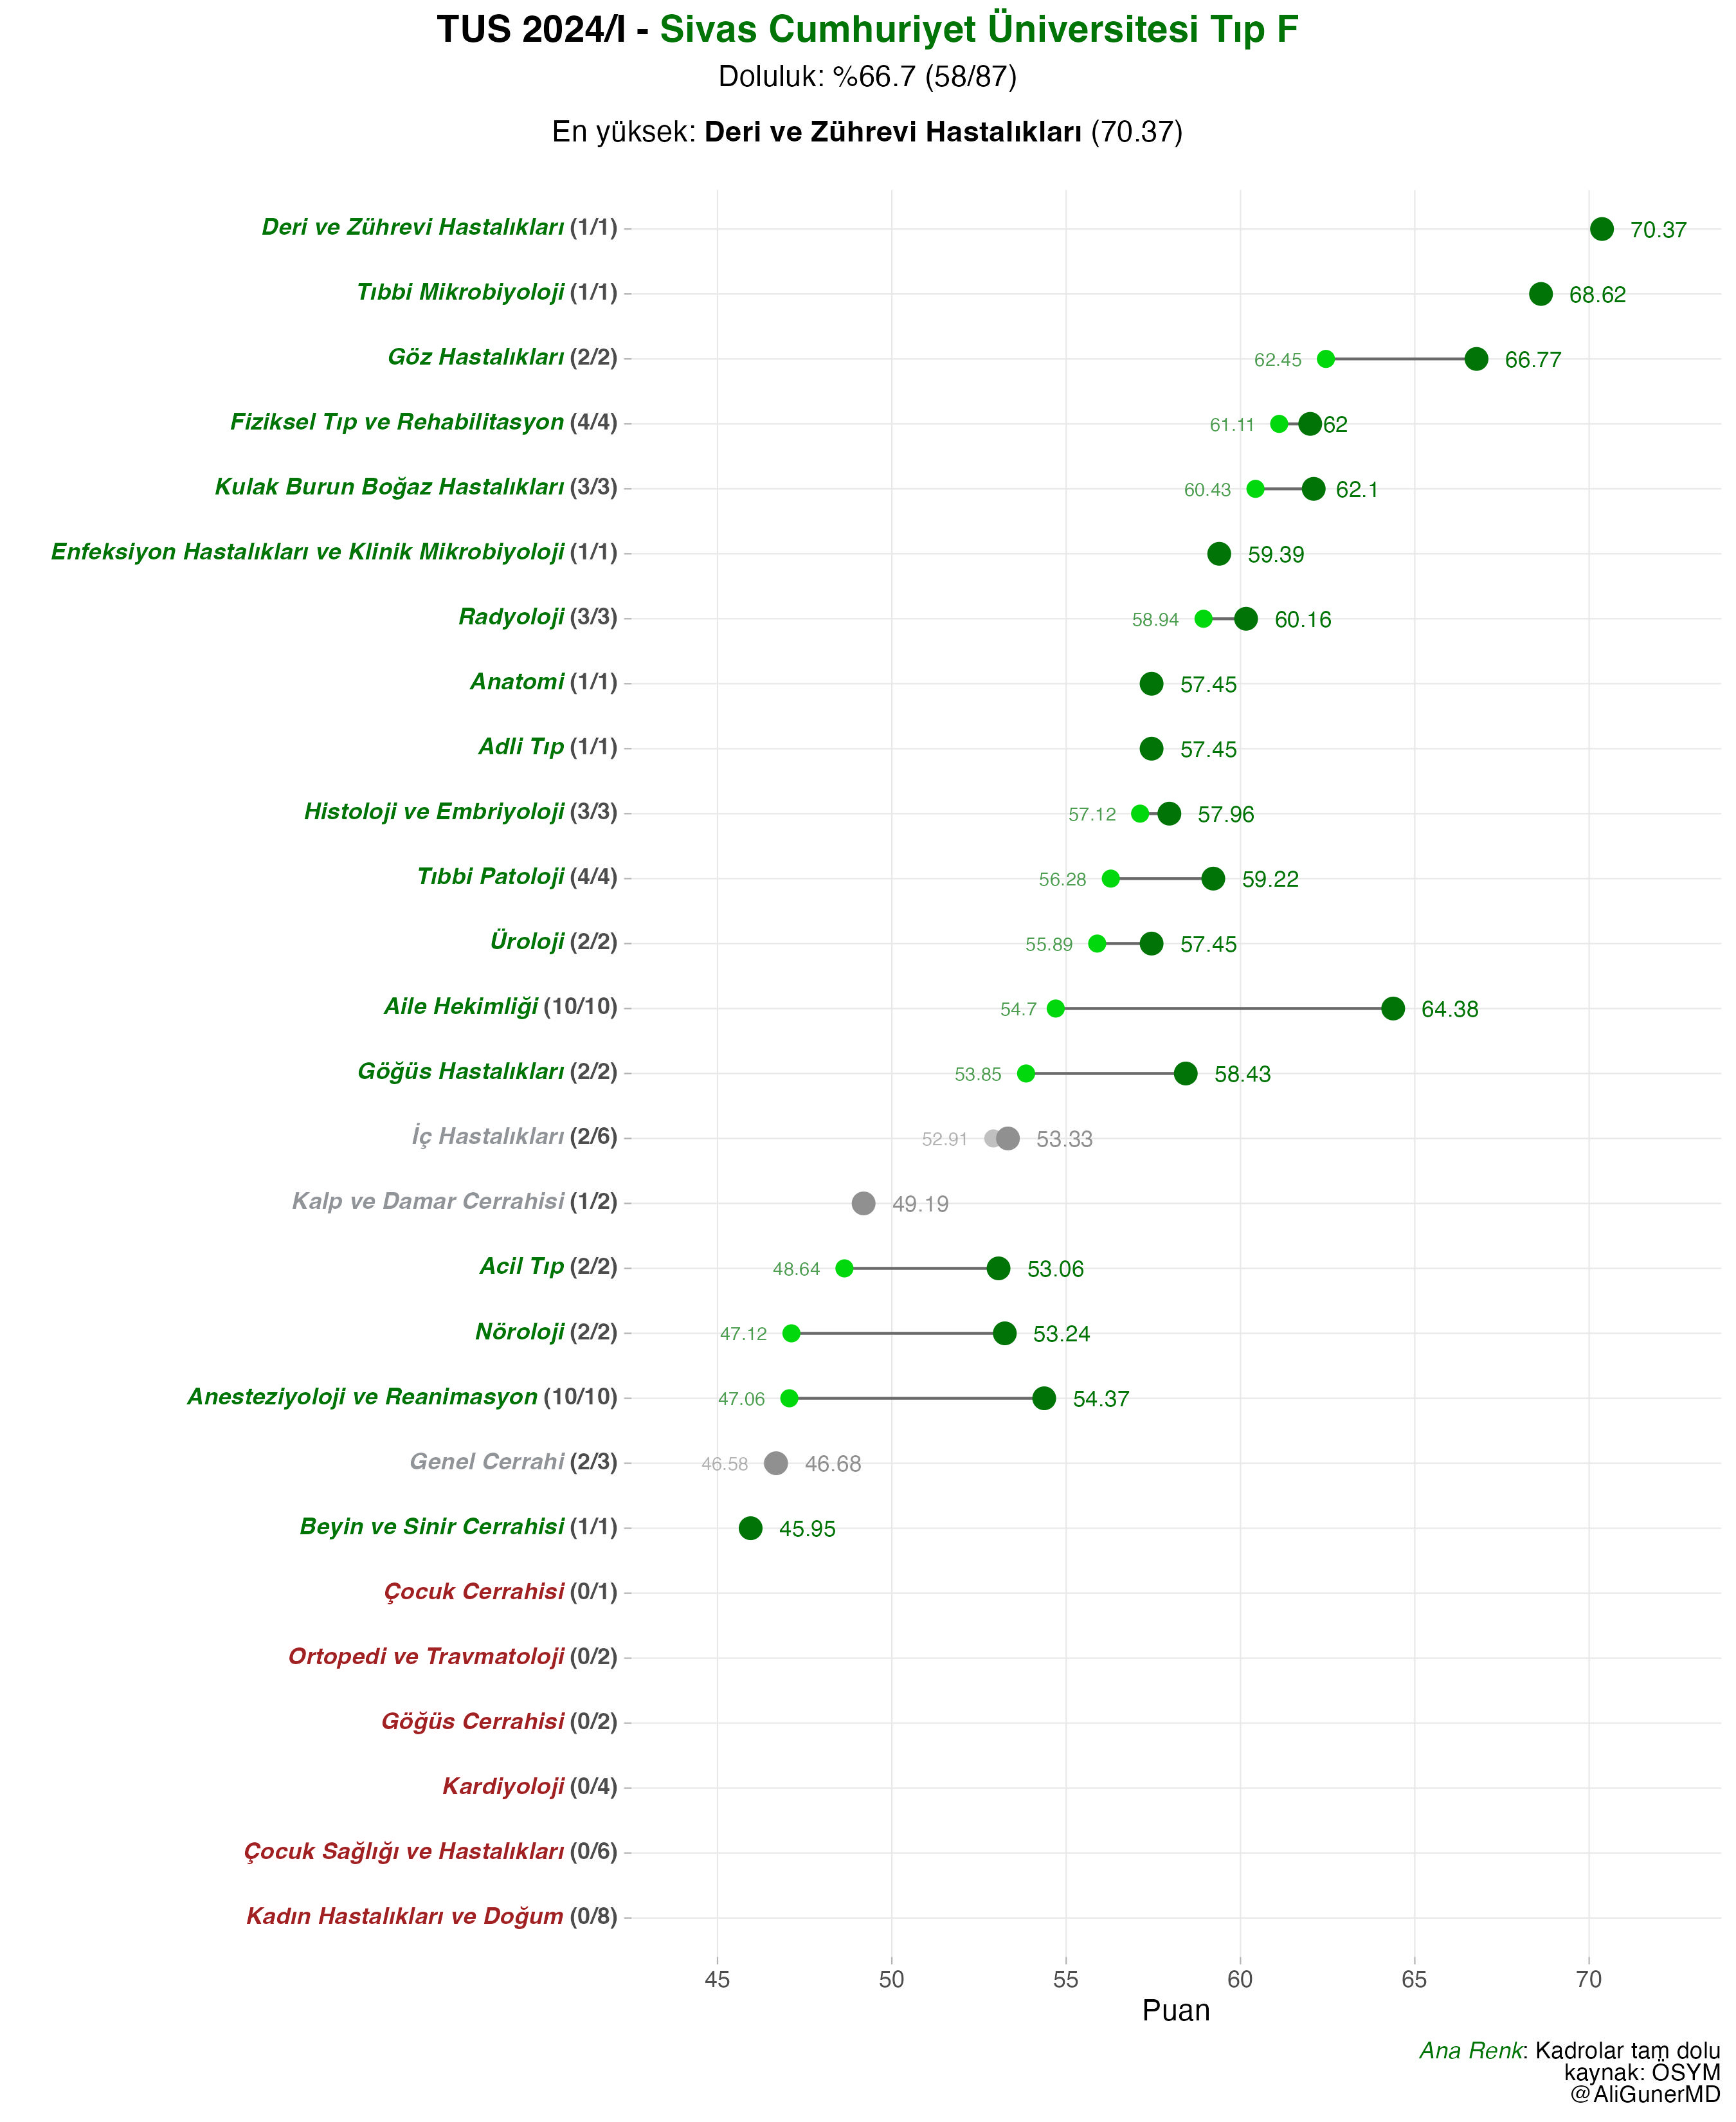 TUS 2024/I - Sivas Cumhuriyet Üniversitesi Tıp F
Doluluk: %66.7 (58/87)
En yüksek: Deri ve Zührevi Hastalıkları (70.37)
Deri ve Zührevi Hastalıkları (1/1) 70.37
Tıbbi Mikrobiyoloji (1/1) 68.62
Göz Hastalıkları (2/2) 62.45 66.77
Fiziksel Tıp ve Rehabilitasyon (4/4) 61.11 62
Kulak Burun Boğaz Hastalıkları (3/3) 60.43 62.1
Enfeksiyon Hastalıkları ve Klinik Mikrobiyoloji (1/1) 59.39
Radyoloji (3/3) 58.94 60.16
Anatomi (1/1) 57.45
Adli Tıp (1/1) 57.45
Histoloji ve Embriyoloji (3/3) 57.12 57.96
Tıbbi Patoloji (4/4) 56.28 59.22
Üroloji (2/2) 55.89 57.45
Aile Hekimliği (10/10) 54.7 64.38
Göğüs Hastalıkları (2/2) 53.85 58.43
İç Hastalıkları (2/6) 52.91 53.33
Kalp ve Damar Cerrahisi (1/2) 49.19
Acil Tıp (2/2) 48.64 53.06
Nöroloji (2/2) 47.12 53.24
Anesteziyoloji ve Reanimasyon (10/10) 47.06 54.37
Genel Cerrahi (2/3) 46.58 46.68
Beyin ve Sinir Cerrahisi (1/1) 45.95
Çocuk Cerrahisi (0/1)
Ortopedi ve Travmatoloji (0/2)
Göğüs Cerrahisi (0/2)
Kardiyoloji (0/4)
Çocuk Sağlığı ve Hastalıkları (0/6)
Kadın Hastalıkları ve Doğum (0/8)
45 50 55 60 65 70
Puan
Ana Renk: Kadrolar tam dolu
kaynak: ÖSYM
@AliGunerMD